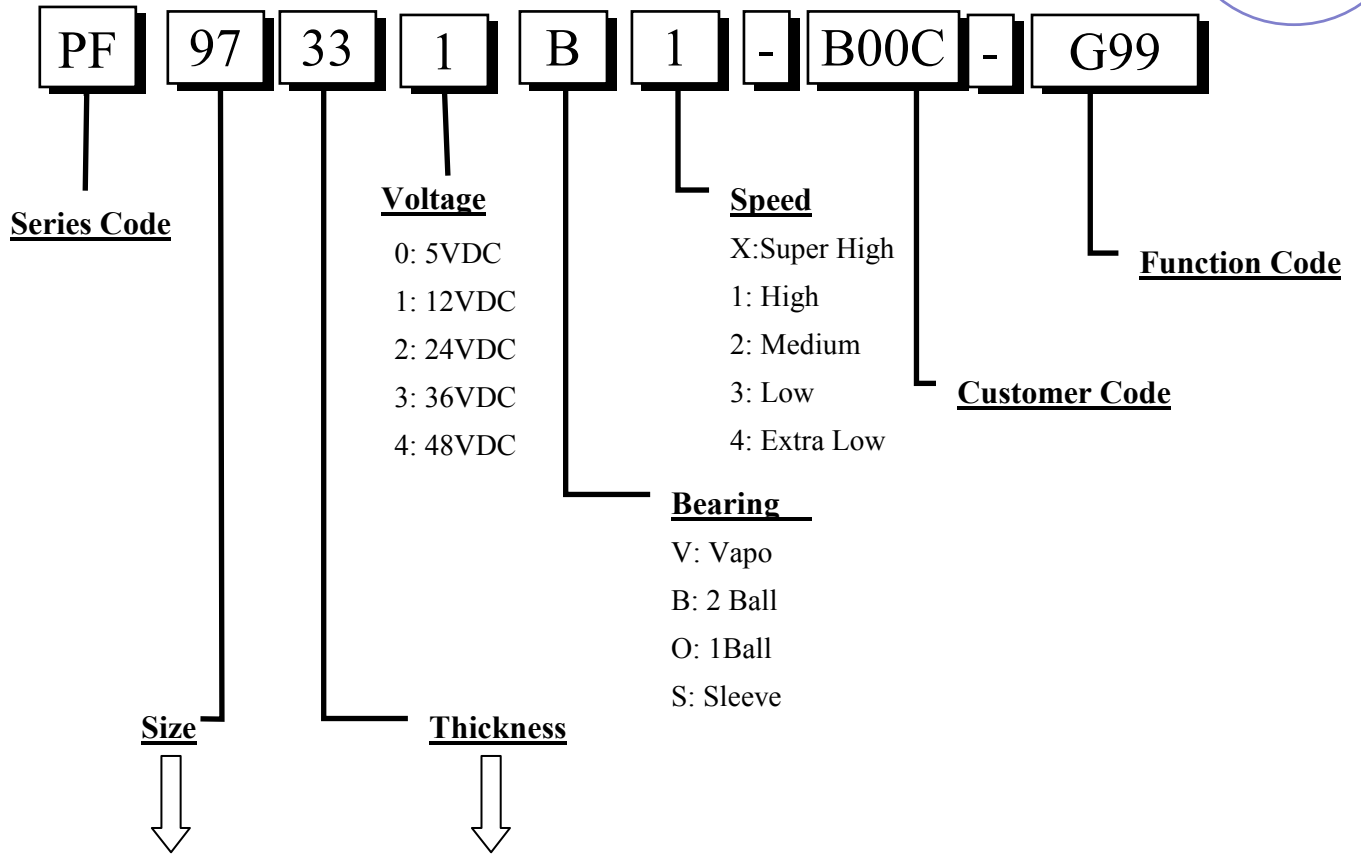 PF 97 33 1 B 1 - B00C - G99
Series Code
Voltage
0: 5VDC
1: 12VDC
2: 24VDC
3: 36VDC
4: 48VDC
Speed
X:Super High
1: High
2: Medium
3: Low
4: Extra Low
Function Code
Customer Code
Bearing
V: Vapo
B: 2 Ball
O: 1Ball
S: Sleeve
Size
Thickness